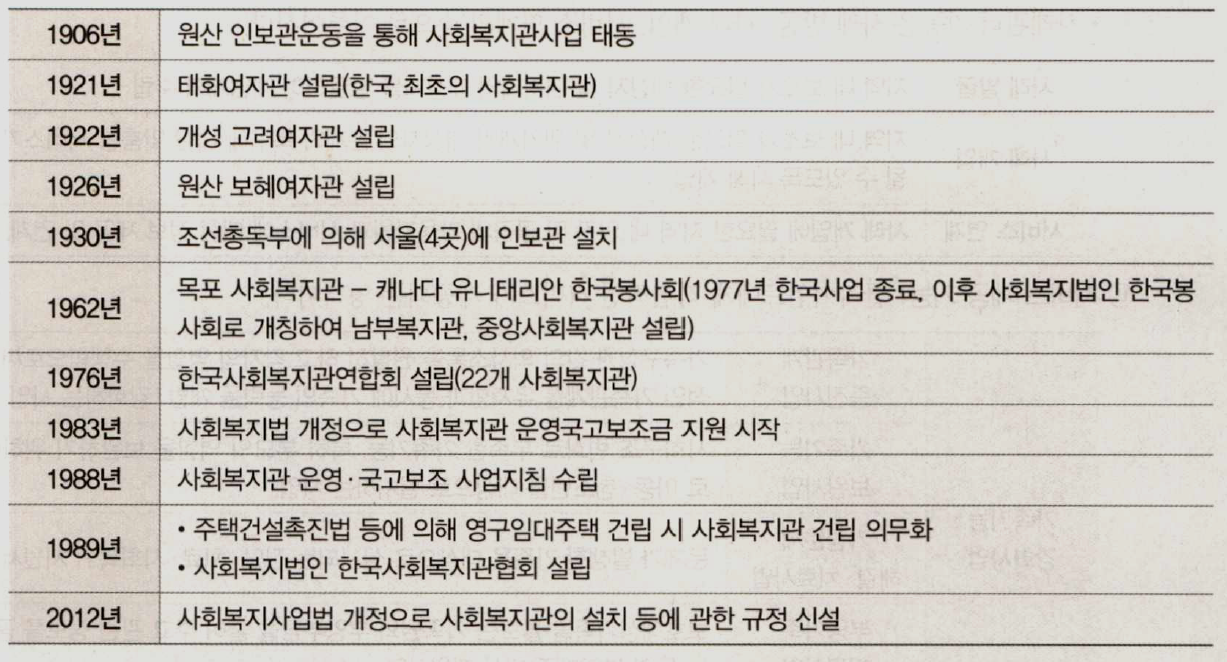 1906년 원산 인보관운동을 통해 사회복지관사업 태동
1921년 태화여자관 설립(한국 최초의 사회복지관)
1922년 개성 고려여자관 설립
1926년 원산 보혜여자관 설립
1930년 조선총독부에 의해 서울(4곳)에 인보관 설치
1962년 목포 사회복지관 – 캐나다 유니태리안 한국봉사회(1977년 한국사업 종료, 이후 사회복지법인 한국봉
사회로 개칭하여 남부복지관, 중앙사회복지관 설립)
1976년 한국사회복지관연합회 설립(22개 사회복지관)
1983년 사회복지법 개정으로 사회복지관 운영국고보조금 지원 시작
1988년 사회복지관 운영·국고보조 사업지침 수립
1989년 • 주택건설촉진법 등에 의해 영구임대주택 건립 시 사회복지관 건립 의무화
• 사회복지법인 한국사회복지관협회 설립
2012년 사회복지사업법 개정으로 사회복지관의 설치 등에 관한 규정 신설